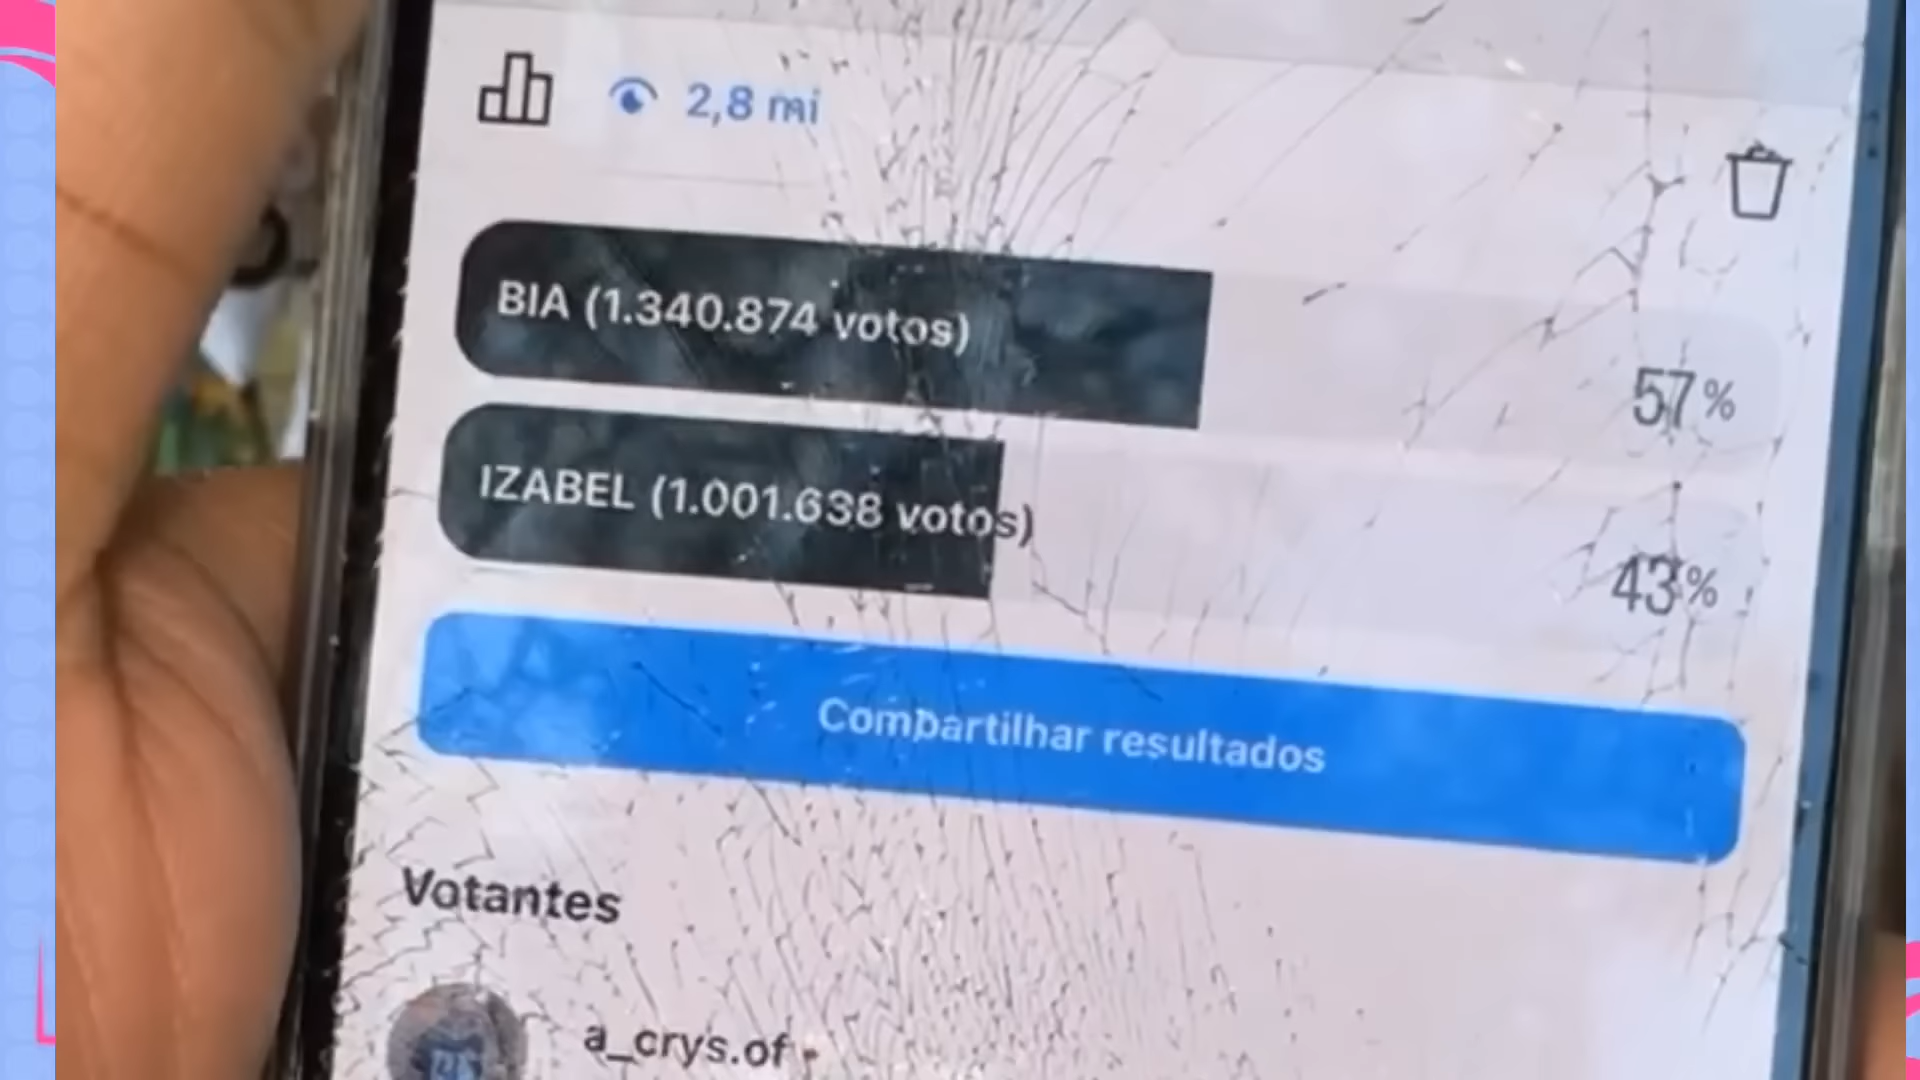 2,8 mi
BIA (1.340.874 votos)
57%
IZABEL (1.001.638 votos)
43%
Compartilhar resultados
Votantes
a_crys.of